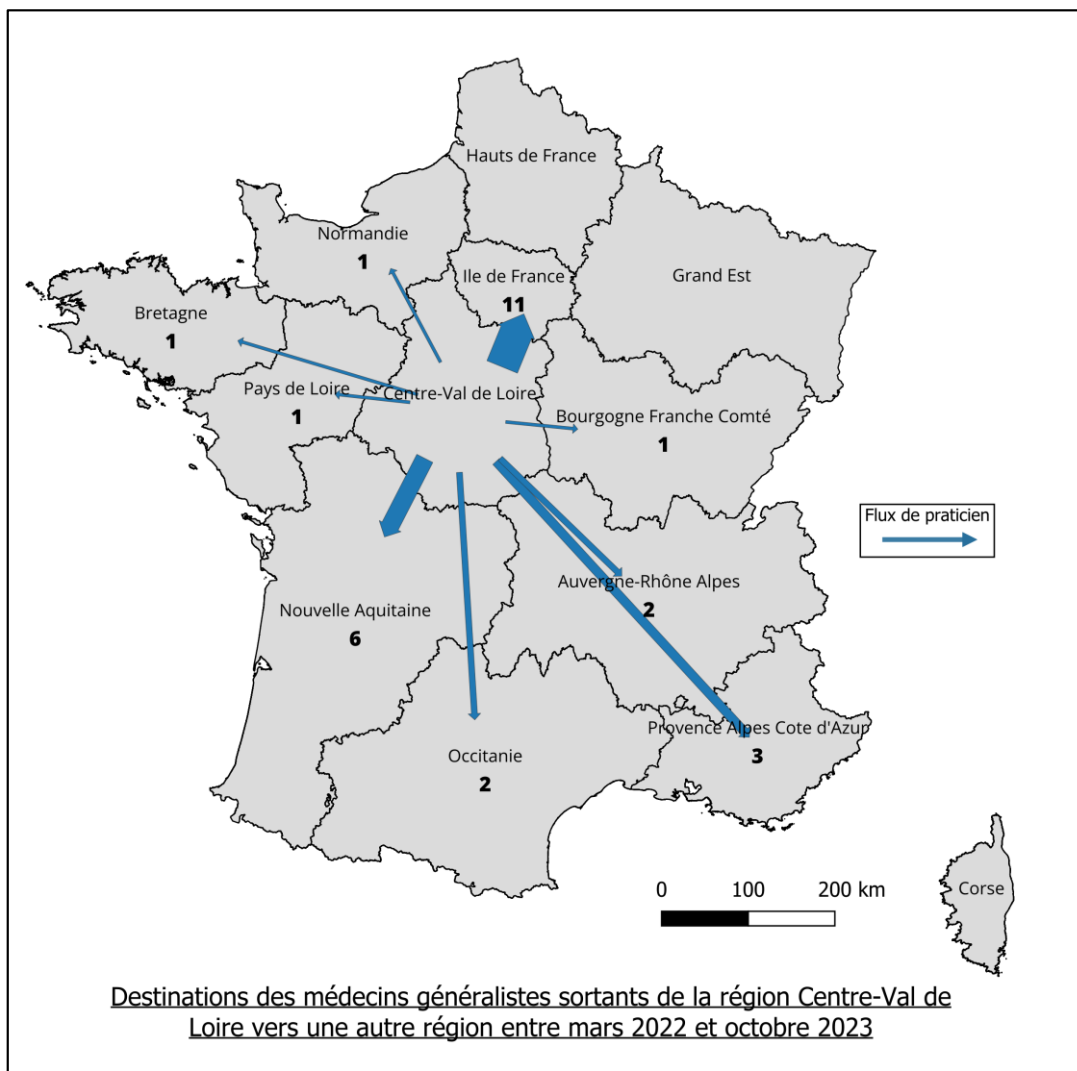 Hauts de France
Normandie
1
Ile de France
11
Grand Est
Bretagne
1
Pays de Loire
1
Centre-Val de Loire
Bourgogne Franche Comté
1
Flux de praticien
Auvergne-Rhône Alpes
2
Nouvelle Aquitaine
6
Provence Alpes Cote d'Azur
3
Occitanie
2
0 100 200 km
Corse
Destinations des médecins généralistes sortants de la région Centre-Val de
Loire vers une autre région entre mars 2022 et octobre 2023